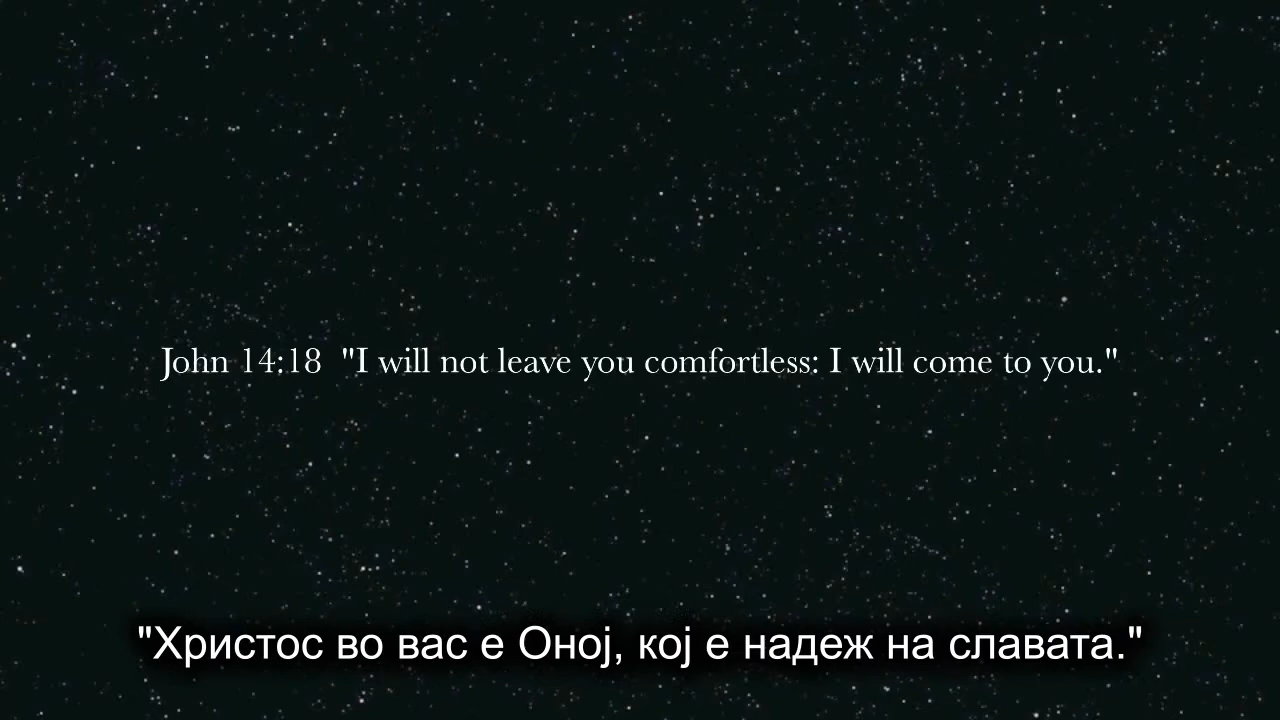 John 14:18 "I will not leave you comfortless: I will come to you."
"Христос во вас е Оној, кој е надеж на славата."